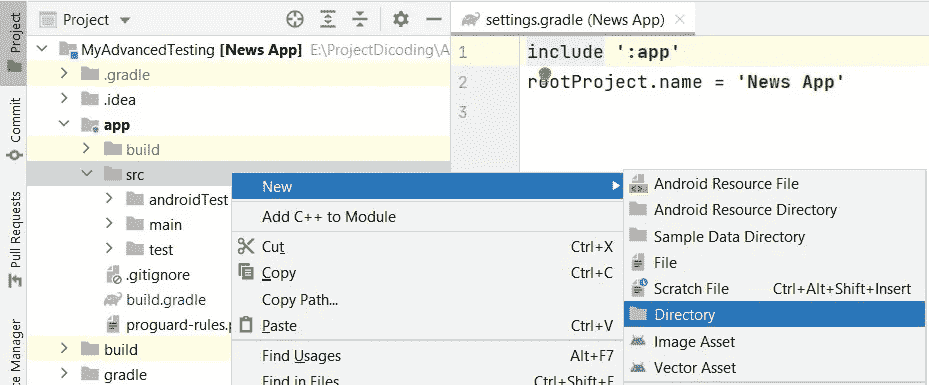 Project
settings.gradle (News App)
MyAdvancedTesting [News App] E:\ProjectDicoding\A
.gradle
.idea
app
build
src
androidTest
main
test
.gitignore
build.gradle
proguard-rules.p
build
gradle
1 include ':app'
2 rootProject.name = 'News App'
3
New
Add C++ to Module
Cut Ctrl+X
Copy Ctrl+C
Copy Path...
Paste Ctrl+V
Find Usages Alt+F7
Find in Files Ctrl+Shift+F
Android Resource File
Android Resource Directory
Sample Data Directory
File
Scratch File Ctrl+Alt+Shift+Insert
Directory
Image Asset
Vector Asset
Project
Commit
Pull Requests
Manager